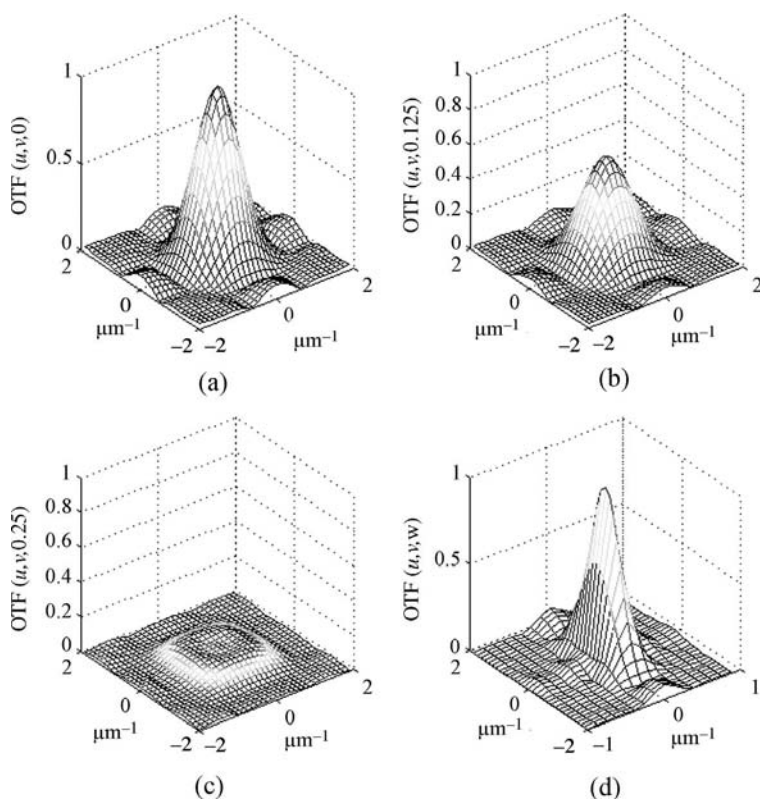 OTF (u,v,0)
1
0.5
0
2
0
μm⁻¹
−2
−2
0
μm⁻¹
2
(a)
OTF (u,v,0.125)
1
0.8
0.6
0.4
0.2
0
2
0
μm⁻¹
−2
−2
0
μm⁻¹
2
(b)
OTF (u,v,0.25)
1
0.8
0.6
0.4
0.2
0
2
0
μm⁻¹
−2
−2
0
μm⁻¹
2
(c)
OTF (u,v,w)
1
0.5
0
2
0
μm⁻¹
−2
−1
0
μm⁻¹
1
(d)